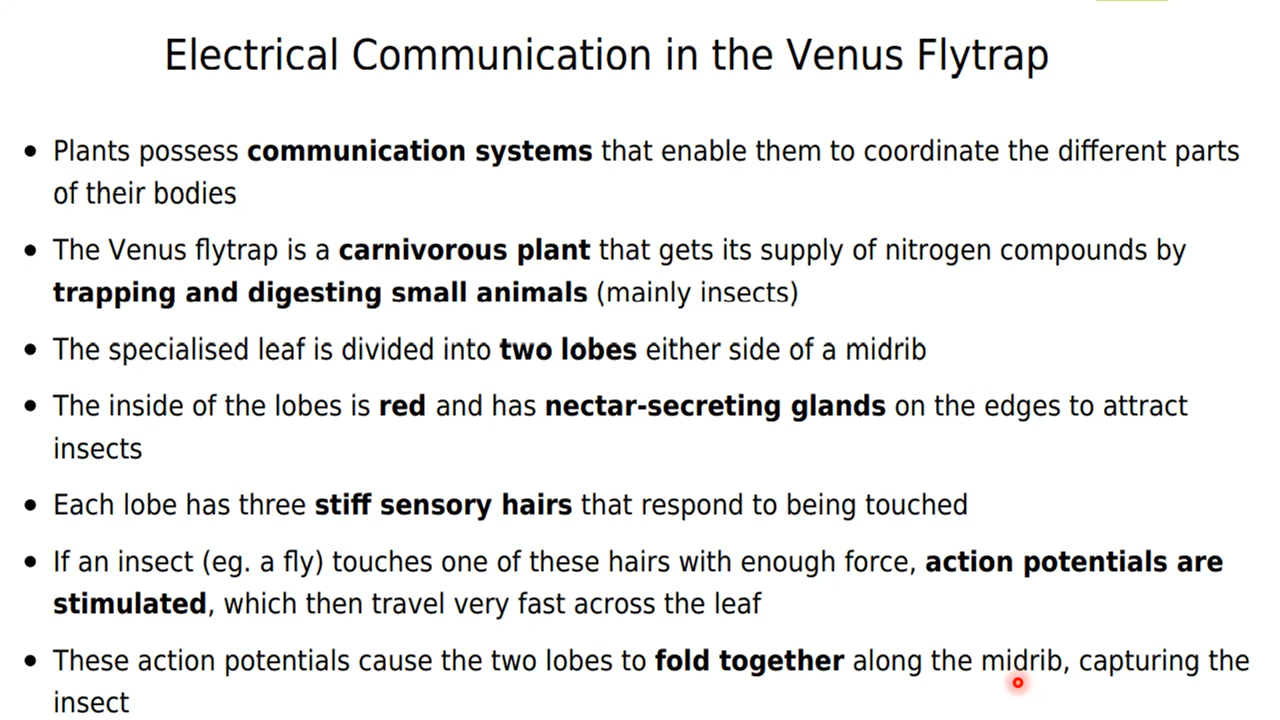 Electrical Communication in the Venus Flytrap
• Plants possess communication systems that enable them to coordinate the different parts
of their bodies
• The Venus flytrap is a carnivorous plant that gets its supply of nitrogen compounds by
trapping and digesting small animals (mainly insects)
• The specialised leaf is divided into two lobes either side of a midrib
• The inside of the lobes is red and has nectar-secreting glands on the edges to attract
insects
• Each lobe has three stiff sensory hairs that respond to being touched
• If an insect (eg. a fly) touches one of these hairs with enough force, action potentials are
stimulated, which then travel very fast across the leaf
• These action potentials cause the two lobes to fold together along the midrib, capturing the
insect